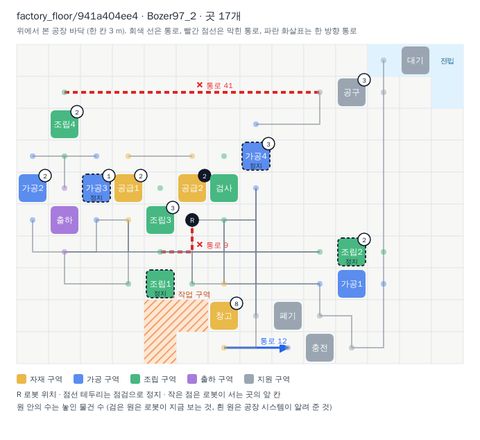 factory_floor/941a404ee4 · Bozer97_2 · 곳 17개
위에서 본 공장 바닥 (한 칸 3 m). 회색 선은 통로, 빨간 점선은 막힌 통로, 파란 화살표는 한 방향 통로
대기
전립
통로 41
공구
3
조립4
2
가공4
3
정지
가공2
2
가공3
1
정지
공급1
2
공급2
2
검사
출하
조립3
3
R
통로 9
조립2
2
정지
조립1
정지
작업 구역
가공1
창고
8
폐기
통로 12
충전
자재 구역
가공 구역
조립 구역
출하 구역
지원 구역
R 로봇 위치 · 점선 테두리는 점검으로 정지 · 작은 점은 로봇이 서는 곳의 앞 칸
원 안의 수는 놓인 물건 수 (검은 원은 로봇이 지금 보는 것, 흰 원은 공장 시스템이 알려 준 것)